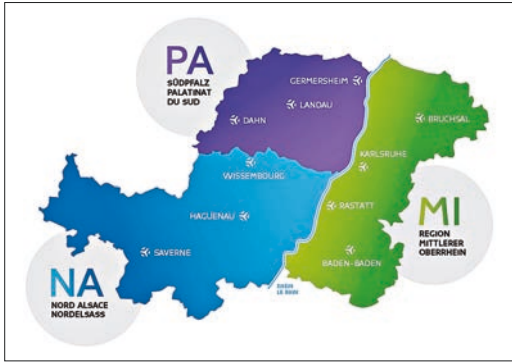 PA
SÜDPFALZ
PALATINAT
DU SUD
GERMERSHEIM
LANDAU
DAHN
BRUCHSAL
KARLSRUHE
WISSEMBOURG
HAGUENAU
RASTATT
SAVERNE
BADEN-BADEN
MI
REGION
MITTLERER
OBERRHEIN
NA
NORD ALSACE
NORDELSASS
RHEIN
LE RHIN